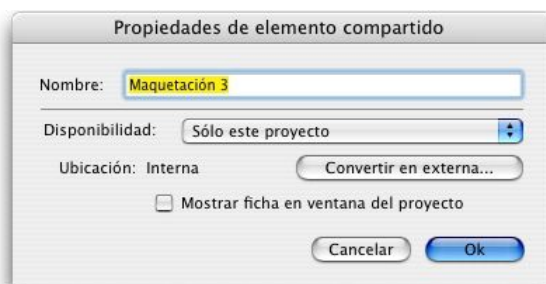 Propiedades de elemento compartido
Nombre: Maquetación 3
Disponibilidad: Sólo este proyecto
Ubicación: Interna Convertir en externa...
Mostrar ficha en ventana del proyecto
Cancelar Ok